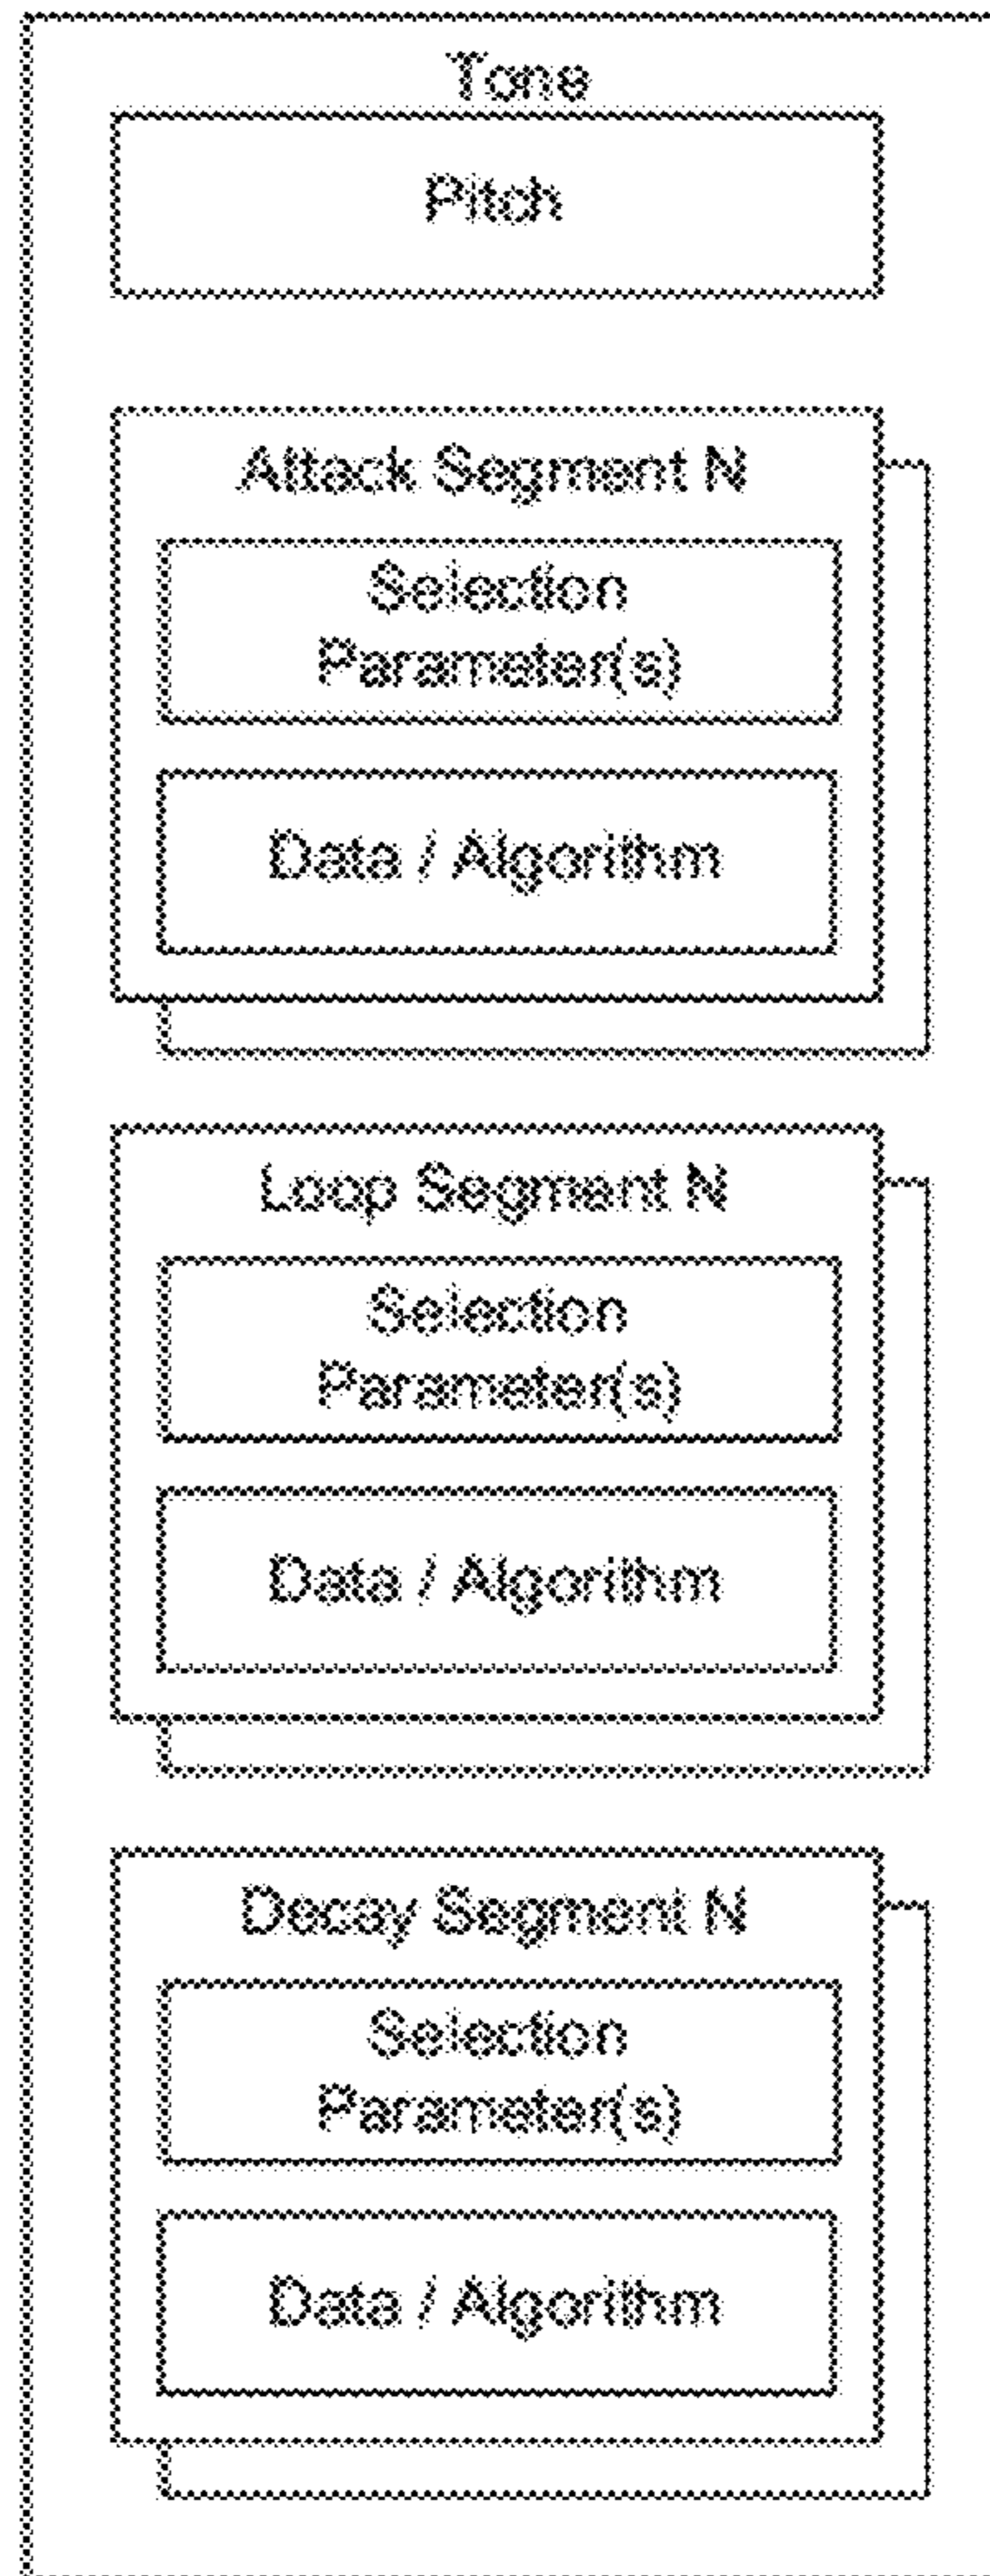 Tone
Pitch
Attack Segment N
Selection
Parameter(s)
Data / Algorithm
Loop Segment N
Selection
Parameter(s)
Data / Algorithm
Decay Segment N
Selection
Parameter(s)
Data / Algorithm